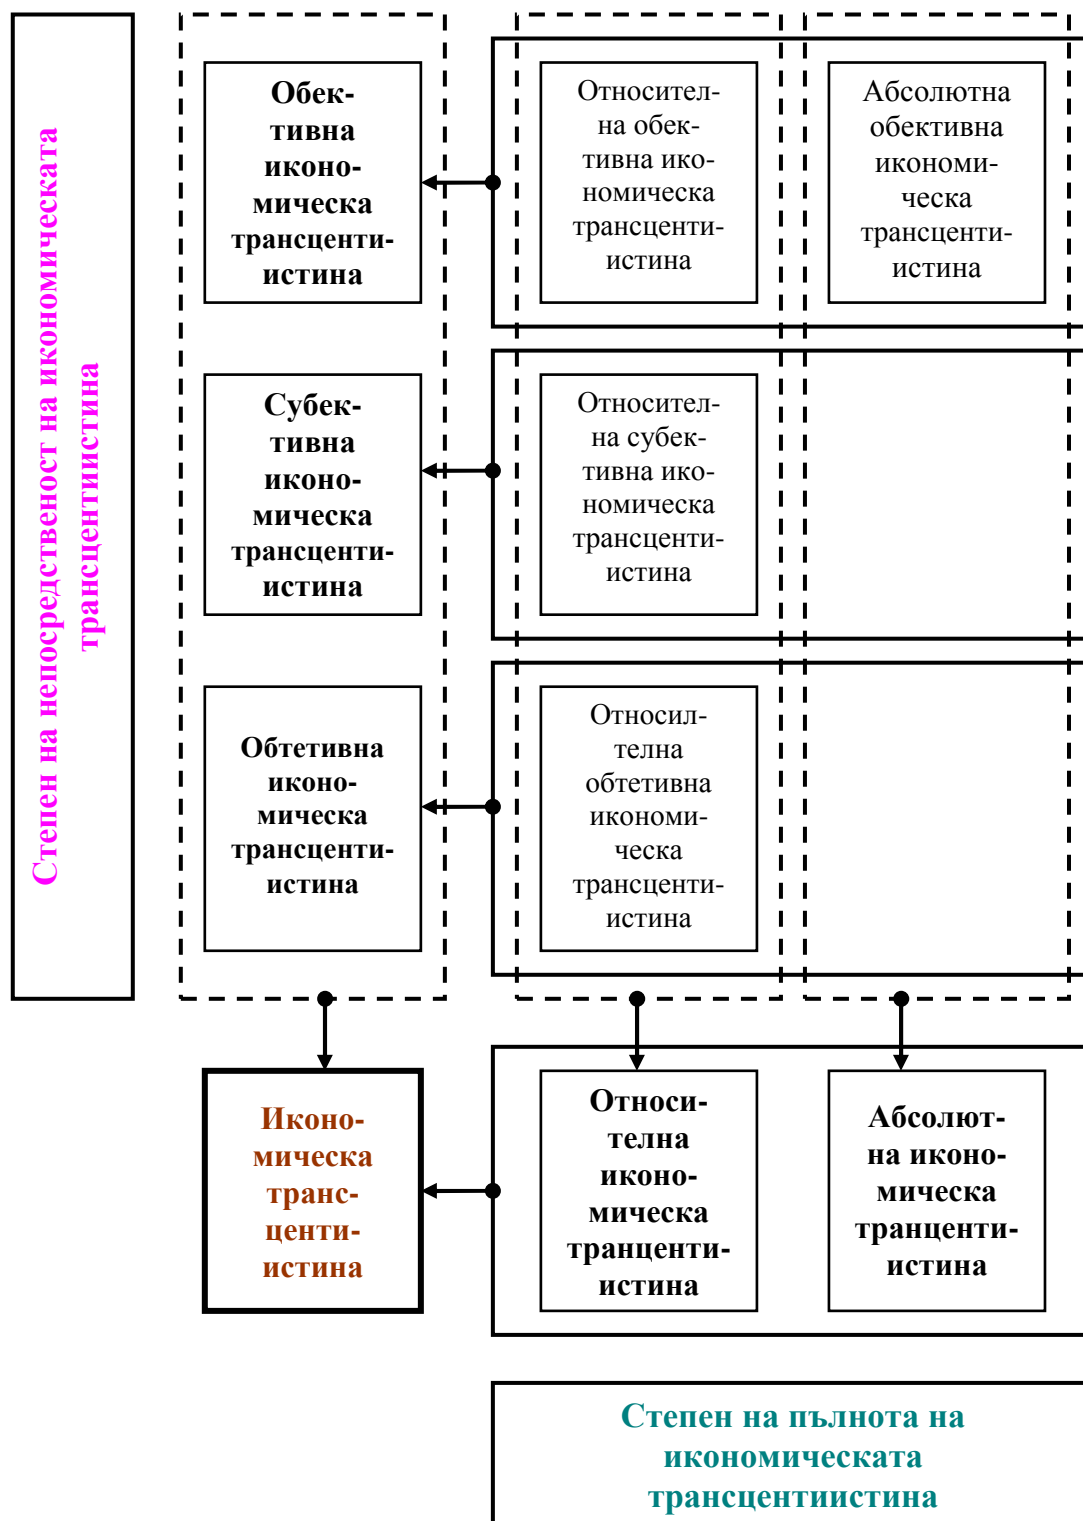 Степен на непосредственост на икономическата
трансцентиистина
Обек-
тивна
иконо-
мическа
трансценти-
истина
Относител-
на обек-
тивна ико-
номическа
трансценти-
истина
Абсолютна
обективна
икономи-
ческа
трансценти-
истина
Субек-
тивна
иконо-
мическа
трансценти-
истина
Относител-
на субек-
тивна ико-
номическа
трансценти-
истина
Обтетивна
иконо-
мическа
трансценти-
истина
Относил-
телна
обтетивна
икономи-
ческа
трансценти-
истина
Иконо-
мическа
транс-
центи-
истина
Относи-
телна
иконо-
мическа
транценти-
истина
Абсолют-
на иконо-
мическа
транценти-
истина
Степен на пълнота на
икономическата
трансцентиистина